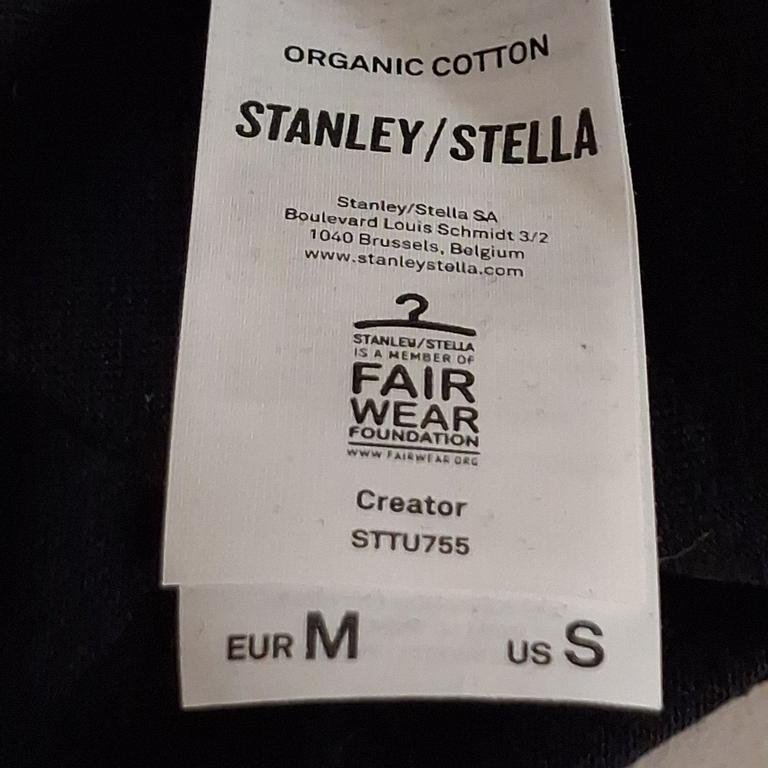 ORGANIC COTTON
STANLEY/STELLA
Stanley/Stella SA
Boulevard Louis Schmidt 3/2
1040 Brussels, Belgium
www.stanleystella.com
STANLEY/STELLA
IS A MEMBER OF
FAIR
WEAR
FOUNDATION
WWW.FAIRWEAR.ORG
Creator
STTU755
EUR M US S